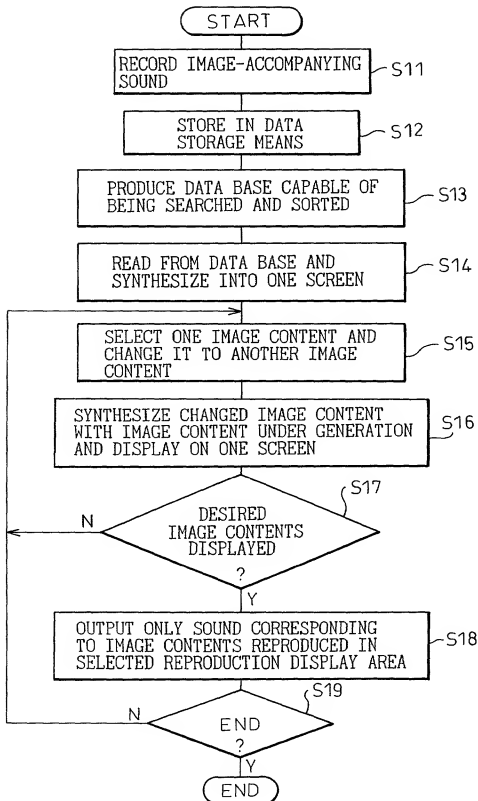 START
RECORD IMAGE-ACCOMPANYING
SOUND
S11
STORE IN DATA
STORAGE MEANS
S12
PRODUCE DATA BASE CAPABLE OF
BEING SEARCHED AND SORTED
S13
READ FROM DATA BASE AND
SYNTHESIZE INTO ONE SCREEN
S14
SELECT ONE IMAGE CONTENT AND
CHANGE IT TO ANOTHER IMAGE
CONTENT
S15
SYNTHESIZE CHANGED IMAGE CONTENT
WITH IMAGE CONTENT UNDER GENERATION
AND DISPLAY ON ONE SCREEN
S16
S17
N
DESIRED
IMAGE CONTENTS
DISPLAYED
?
Y
OUTPUT ONLY SOUND CORRESPONDING
TO IMAGE CONTENTS REPRODUCED IN
SELECTED REPRODUCTION DISPLAY AREA
S18
S19
N
END
?
Y
END